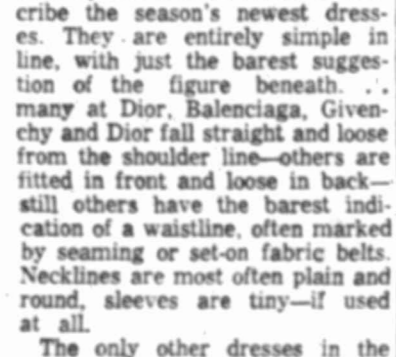 cribe the season's newest dress-
es. They are entirely simple in
line, with just the barest sugges-
tion of the figure beneath. . .
many at Dior, Balenciaga, Given-
chy and Dior fall straight and loose
from the shoulder line—others are
fitted in front and loose in back—
still others have the barest indi-
cation of a waistline, often marked
by seaming or set-on fabric belts.
Necklines are most often plain and
round, sleeves are tiny—if used
at all.
The only other dresses in the